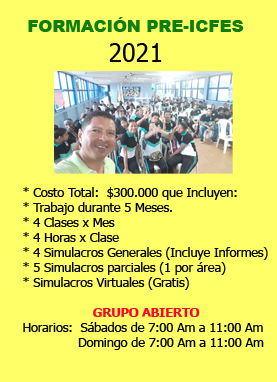 FORMACIÓN PRE-ICFES
2021
* Costo Total:  $300.000 que Incluyen:
* Trabajo durante 5 Meses.
* 4 Clases x Mes
* 4 Horas x Clase
* 4 Simulacros Generales (Incluye Informes)
* 5 Simulacros parciales (1 por área)
* Simulacros Virtuales (Gratis)
GRUPO ABIERTO
Horarios:  Sábados de 7:00 Am a 11:00 Am
Domingo de 7:00 Am a 11:00 Am